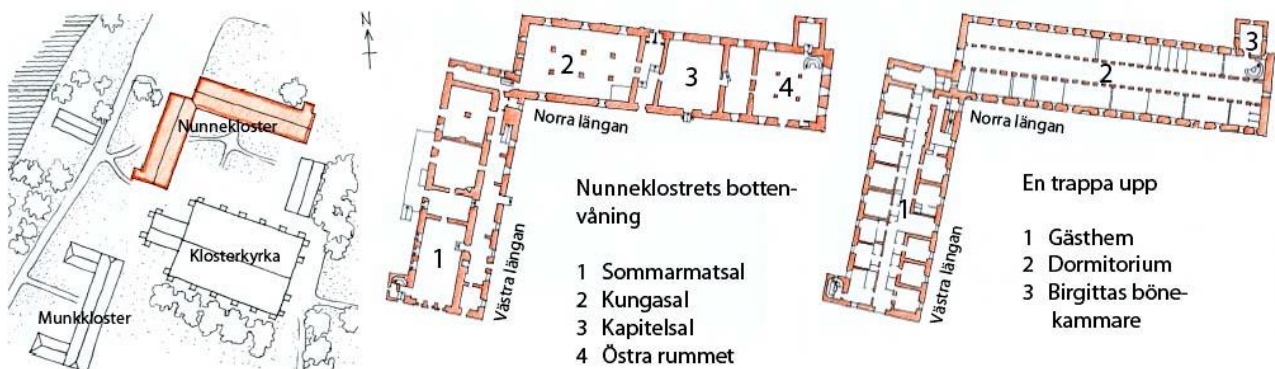 N
Nunnekloster
Klosterkyrka
Munkkloster
1
2
3
4
Norra längan
Västra längan
Nunneklostrets botten-
våning
1 Sommarmatsal
2 Kungasal
3 Kapitelsal
4 Östra rummet
1
2
3
Norra längan
Västra längan
En trappa upp
1 Gästhem
2 Dormitorium
3 Birgittas böne-
kammare